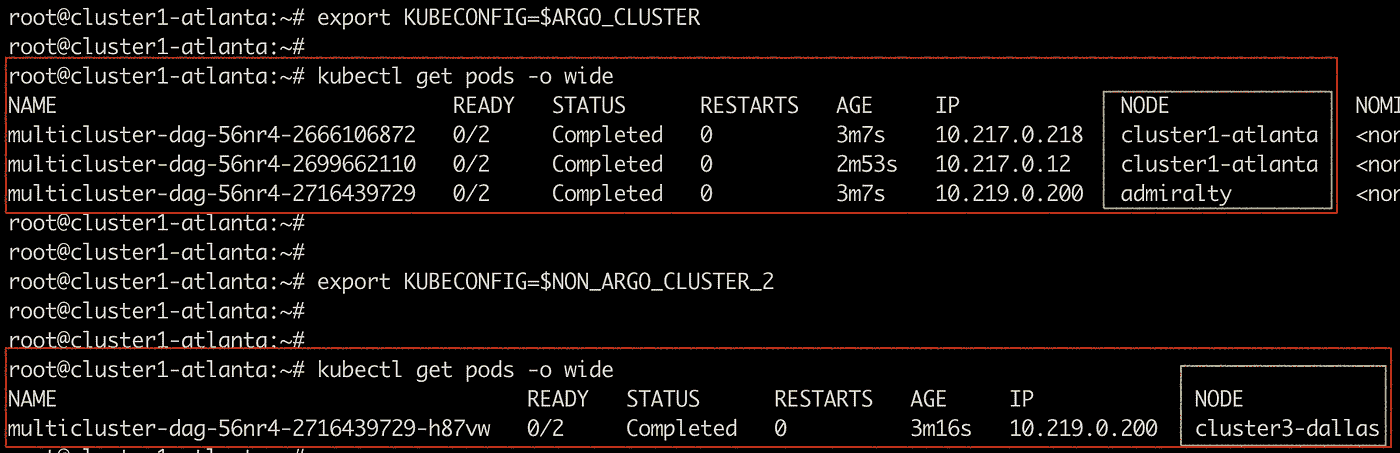 root@cluster1-atlanta:~# export KUBECONFIG=$ARGO_CLUSTER
root@cluster1-atlanta:~#
root@cluster1-atlanta:~# kubectl get pods -o wide
NAME READY STATUS RESTARTS AGE IP NODE NOMI
multicluster-dag-56nr4-2666106872 0/2 Completed 0 3m7s 10.217.0.218 cluster1-atlanta <non
multicluster-dag-56nr4-2699662110 0/2 Completed 0 2m53s 10.217.0.12 cluster1-atlanta <non
multicluster-dag-56nr4-2716439729 0/2 Completed 0 3m7s 10.219.0.200 admiralty <non
root@cluster1-atlanta:~#
root@cluster1-atlanta:~#
root@cluster1-atlanta:~# export KUBECONFIG=$NON_ARGO_CLUSTER_2
root@cluster1-atlanta:~#
root@cluster1-atlanta:~#
root@cluster1-atlanta:~# kubectl get pods -o wide
NAME READY STATUS RESTARTS AGE IP NODE
multicluster-dag-56nr4-2716439729-h87vw 0/2 Completed 0 3m16s 10.219.0.200 cluster3-dallas